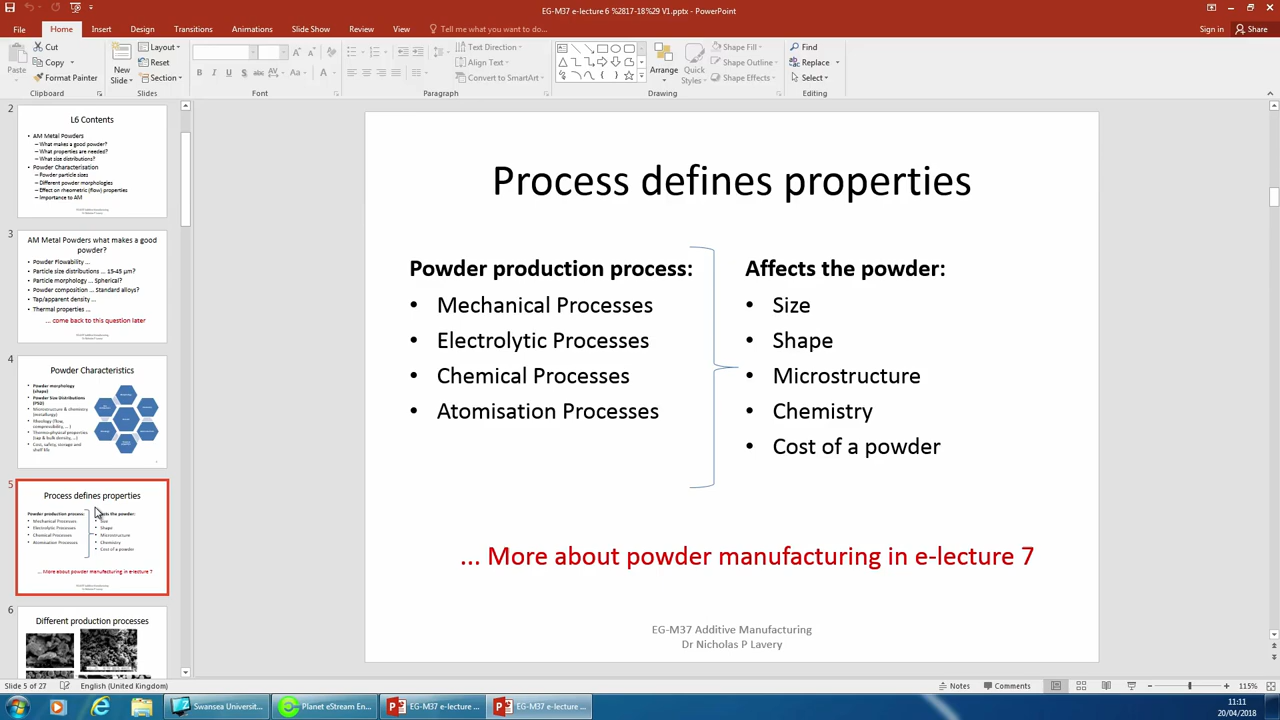 EG-M37 e-lecture 6 %2817-18%29 V1.pptx - PowerPoint
File Home Insert Design Transitions Animations Slide Show Review View Tell me what you want to do... Sign in Share
Paste Cut Copy Format Painter
New Slide Layout Reset Section
B I U S abc AV Aa A
Text Direction Align Text Convert to SmartArt
Arrange Quick Styles Shape Fill Shape Outline Shape Effects
Find Replace Select
Clipboard Slides Font Paragraph Drawing Editing
2
L6 Contents
• AM Metal Powders
– What makes a good powder?
– What properties are needed?
– What size distributions?
• Powder Characterisation
– Powder particle sizes
– Different powder morphologies
– Effect on rheometric (flow) properties
– Importance to AM
3
AM Metal Powders what makes a good
powder?
• Powder Flowability ...
• Particle size distributions ... 15-45 µm?
• Particle morphology ... Spherical?
• Powder composition ... Standard alloys?
• Tap/apparent density ...
• Thermal properties ...
... come back to this question later
4
Powder Characteristics
• Powder morphology
(shape)
• Powder Size Distributions
(PSD)
• Microstructure & chemistry
(metallurgy)
• Rheology (flow,
compressibility, ...)
• Thermo-physical properties
(tap & bulk density, ...)
• Cost, safety, storage and
shelf life
5
Process defines properties
Powder production process:
• Mechanical Processes
• Electrolytic Processes
• Chemical Processes
• Atomisation Processes
the powder:
• Size
• Shape
• Microstructure
• Chemistry
• Cost of a powder
... More about powder manufacturing in e-lecture 7
6
Different production processes
Process defines properties
Powder production process:
• Mechanical Processes
• Electrolytic Processes
• Chemical Processes
• Atomisation Processes
Affects the powder:
• Size
• Shape
• Microstructure
• Chemistry
• Cost of a powder
... More about powder manufacturing in e-lecture 7
EG-M37 Additive Manufacturing
Dr Nicholas P Lavery
Slide 5 of 27 English (United Kingdom) Notes Comments 115%
Swansea Universit... Planet eStream En... EG-M37 e-lecture ... EG-M37 e-lecture ...
11:11
20/04/2018